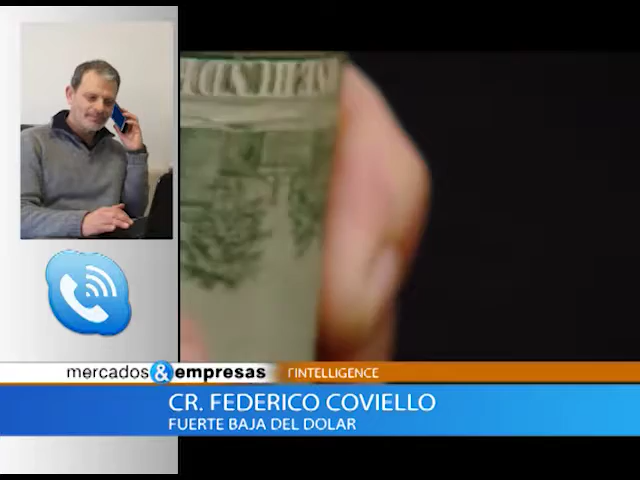 mercados&empresas
I'INTELLIGENCE
CR. FEDERICO COVIELLO
FUERTE BAJA DEL DOLAR